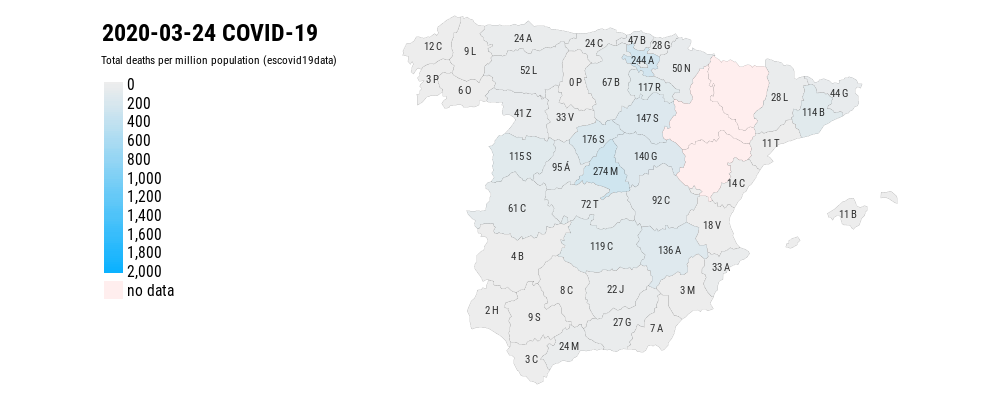 2020-03-24 COVID-19
Total deaths per million population (escovid19data)
0
200
400
600
800
1,000
1,200
1,400
1,600
1,800
2,000
no data
12 C
9 L
24 A
24 C
47 B
28 G
3 P
6 O
52 L
0 P
67 B
244 A
50 N
117 R
41 Z
33 V
147 S
28 L
44 G
114 B
176 S
11 T
115 S
95 Á
274 M
140 G
14 C
61 C
72 T
92 C
11 B
18 V
4 B
119 C
136 A
33 A
8 C
22 J
3 M
2 H
9 S
27 G
7 A
24 M
3 C